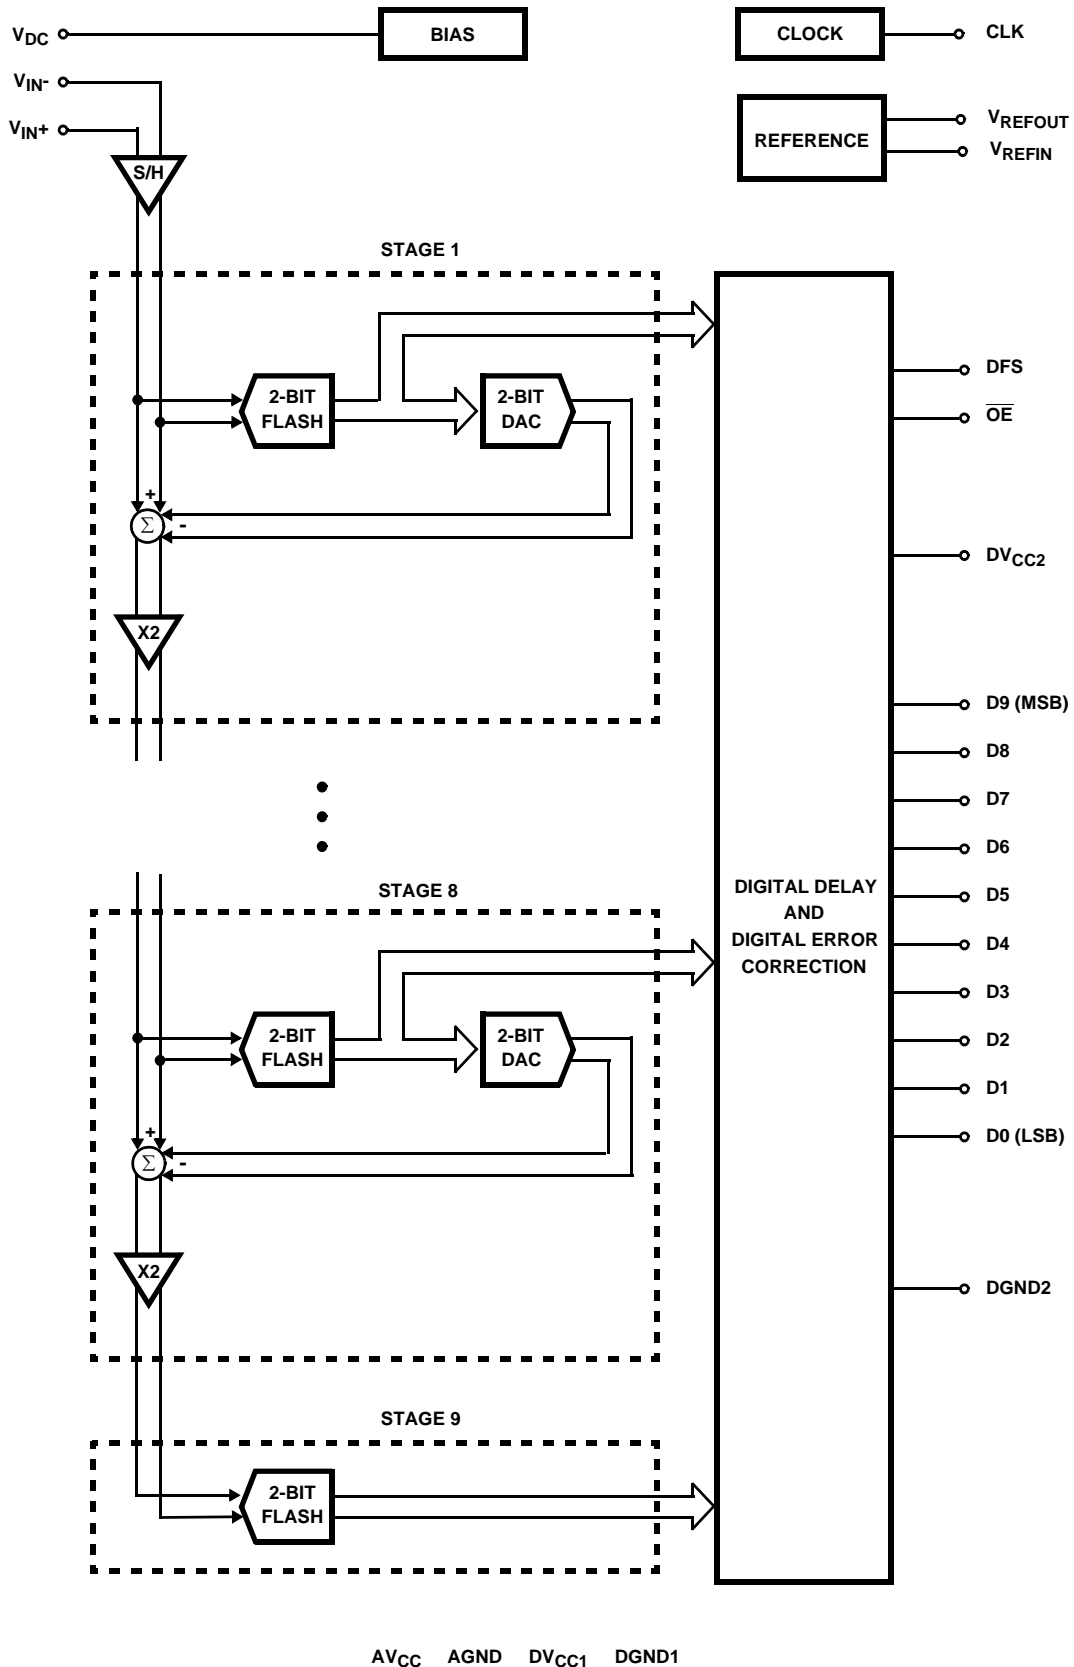 VDC
BIAS
CLOCK
CLK
VIN-
VIN+
S/H
REFERENCE
VREFOUT
VREFIN
STAGE 1
2-BIT
FLASH
2-BIT
DAC
+
Σ
-
X2
STAGE 8
2-BIT
FLASH
2-BIT
DAC
+
Σ
-
X2
STAGE 9
2-BIT
FLASH
DIGITAL DELAY
AND
DIGITAL ERROR
CORRECTION
DFS
O̅E̅
DVCC2
D9 (MSB)
D8
D7
D6
D5
D4
D3
D2
D1
D0 (LSB)
DGND2
AVCC AGND DVCC1 DGND1